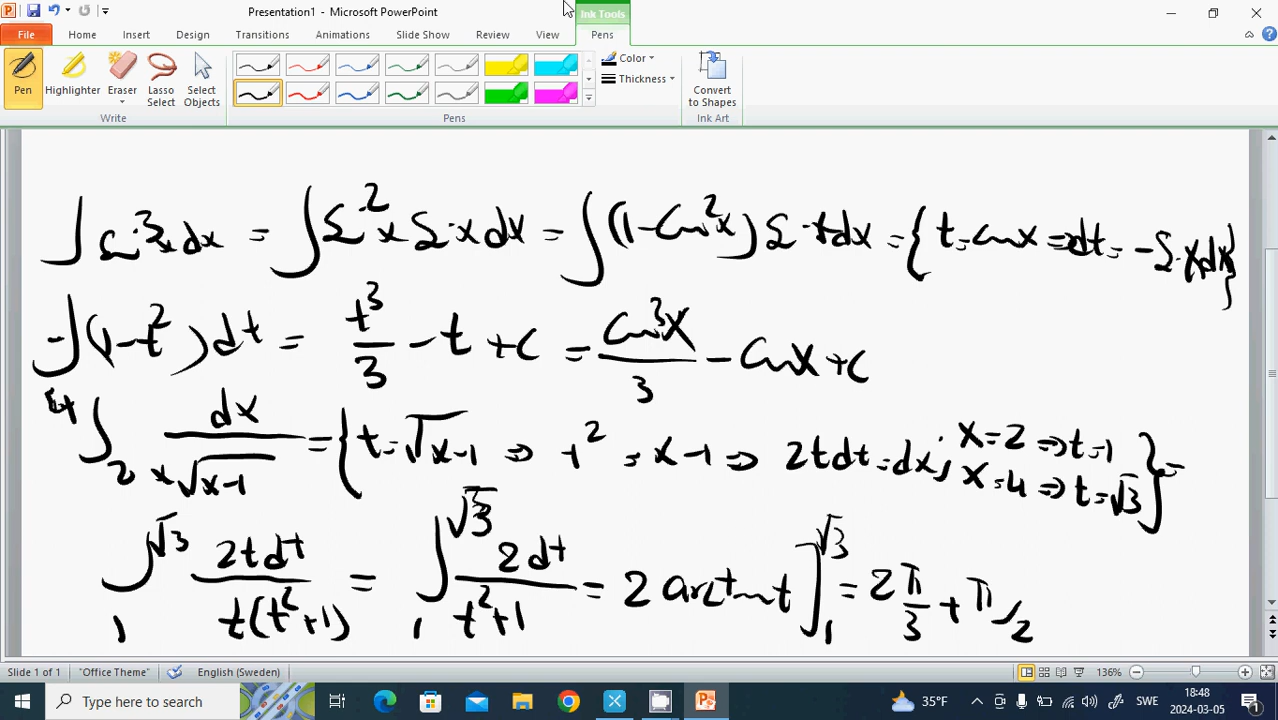 Presentation1 - Microsoft PowerPoint
Ink Tools
File Home Insert Design Transitions Animations Slide Show Review View Pens
Pen Highlighter Eraser Lasso Select Select Objects Color Thickness Convert to Shapes
Write Pens Ink Art
∫ sin³x dx = ∫ sin²x sin x dx = ∫ (1-cos²x) sin x dx = { t = cos x ⇒ dt = -sin x dx }
-∫ (1-t²) dt = t³/3 - t + c = cos³x/3 - cos x + c
∫₂⁴ dx/(x√(x-1)) = { t = √(x-1) ⇒ t² = x-1 ⇒ 2t dt = dx; x=2 ⇒ t=1 x=4 ⇒ t=√3 } =
∫₁^√3 2t dt/(t(t²+1)) = ∫₁^√3 2dt/(t²+1) = 2 arctan t ]₁^√3 = 2 π/3 + π/2
Slide 1 of 1 "Office Theme" English (Sweden) 136%
Type here to search 35°F SWE 18:48
2024-03-05 1